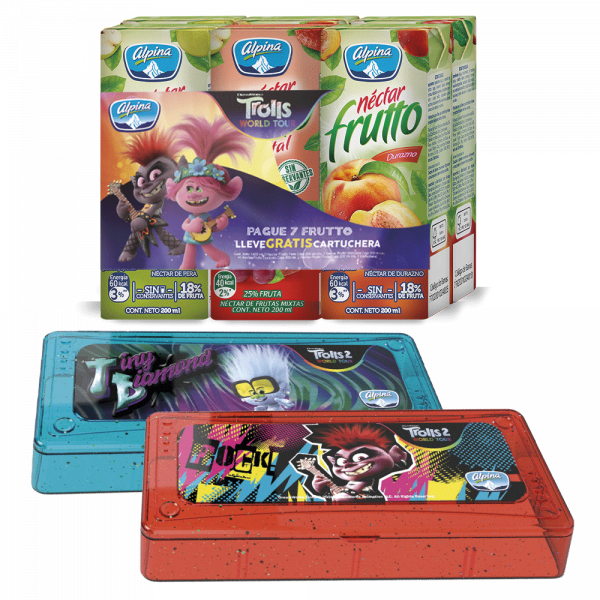 Alpina
Alpina
Alpina
néctar
frutto
Durazno
Alpina
Trolls
WORLD TOU
SIN
CONSERVANTES
PAGUE 7 FRUTTO
LLEVE GRATIS CARTUCHERA
NÉCTAR DE PERA
Energía
60 kcal
3%
SIN
CONSERVANTES
18%
DE FRUTA
CONT. NETO 200 ml
Energía
40 kcal
2%
25% FRUTA
NÉCTAR DE FRUTAS MIXTAS
CONT. NETO 200 ml
NÉCTAR DE DURAZNO
Energía
60 kcal
3%
SIN
CONSERVANTES
18%
DE FRUTA
CONT. NETO 200 ml
Tiny
Diamond
Trolls 2
WORLD TOUR
Alpina
ROCK!
Trolls 2
WORLD TOUR
Alpina